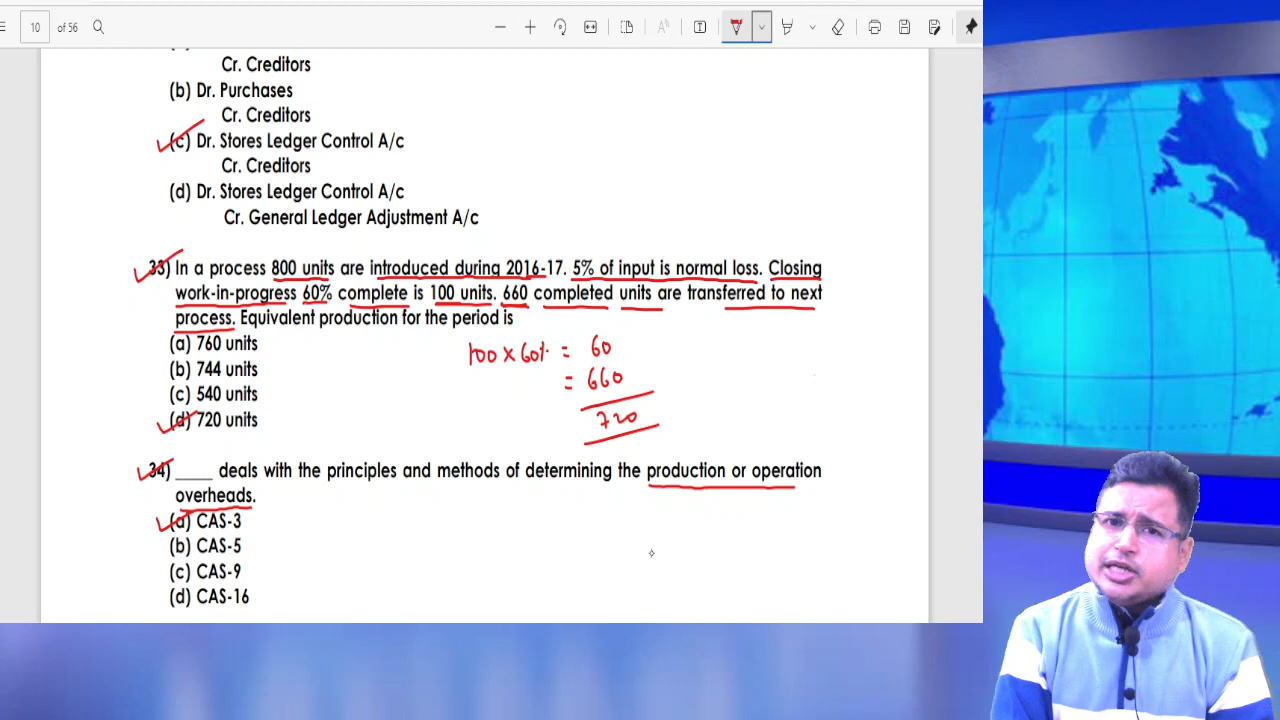 10 of 56
Cr. Creditors
(b) Dr. Purchases
Cr. Creditors
(c) Dr. Stores Ledger Control A/c
Cr. Creditors
(d) Dr. Stores Ledger Control A/c
Cr. General Ledger Adjustment A/c
33) In a process 800 units are introduced during 2016-17. 5% of input is normal loss. Closing
work-in-progress 60% complete is 100 units. 660 completed units are transferred to next
process. Equivalent production for the period is
(a) 760 units
(b) 744 units
(c) 540 units
(d) 720 units
100 × 60% = 60
= 660
720
34) ____ deals with the principles and methods of determining the production or operation
overheads.
(a) CAS-3
(b) CAS-5
(c) CAS-9
(d) CAS-16